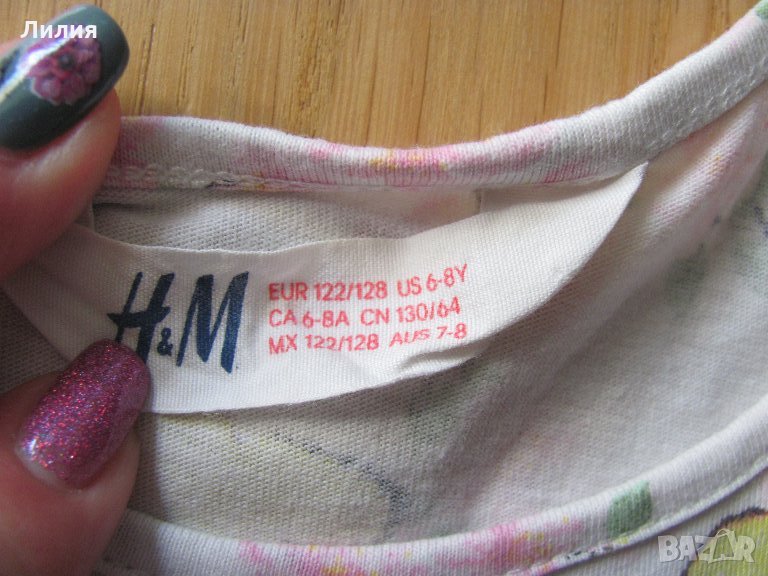 Лилия
H&M
EUR 122/128 US 6-8Y
CA 6-8A CN 130/64
MX 122/128 AUS 7-8
BAZAR